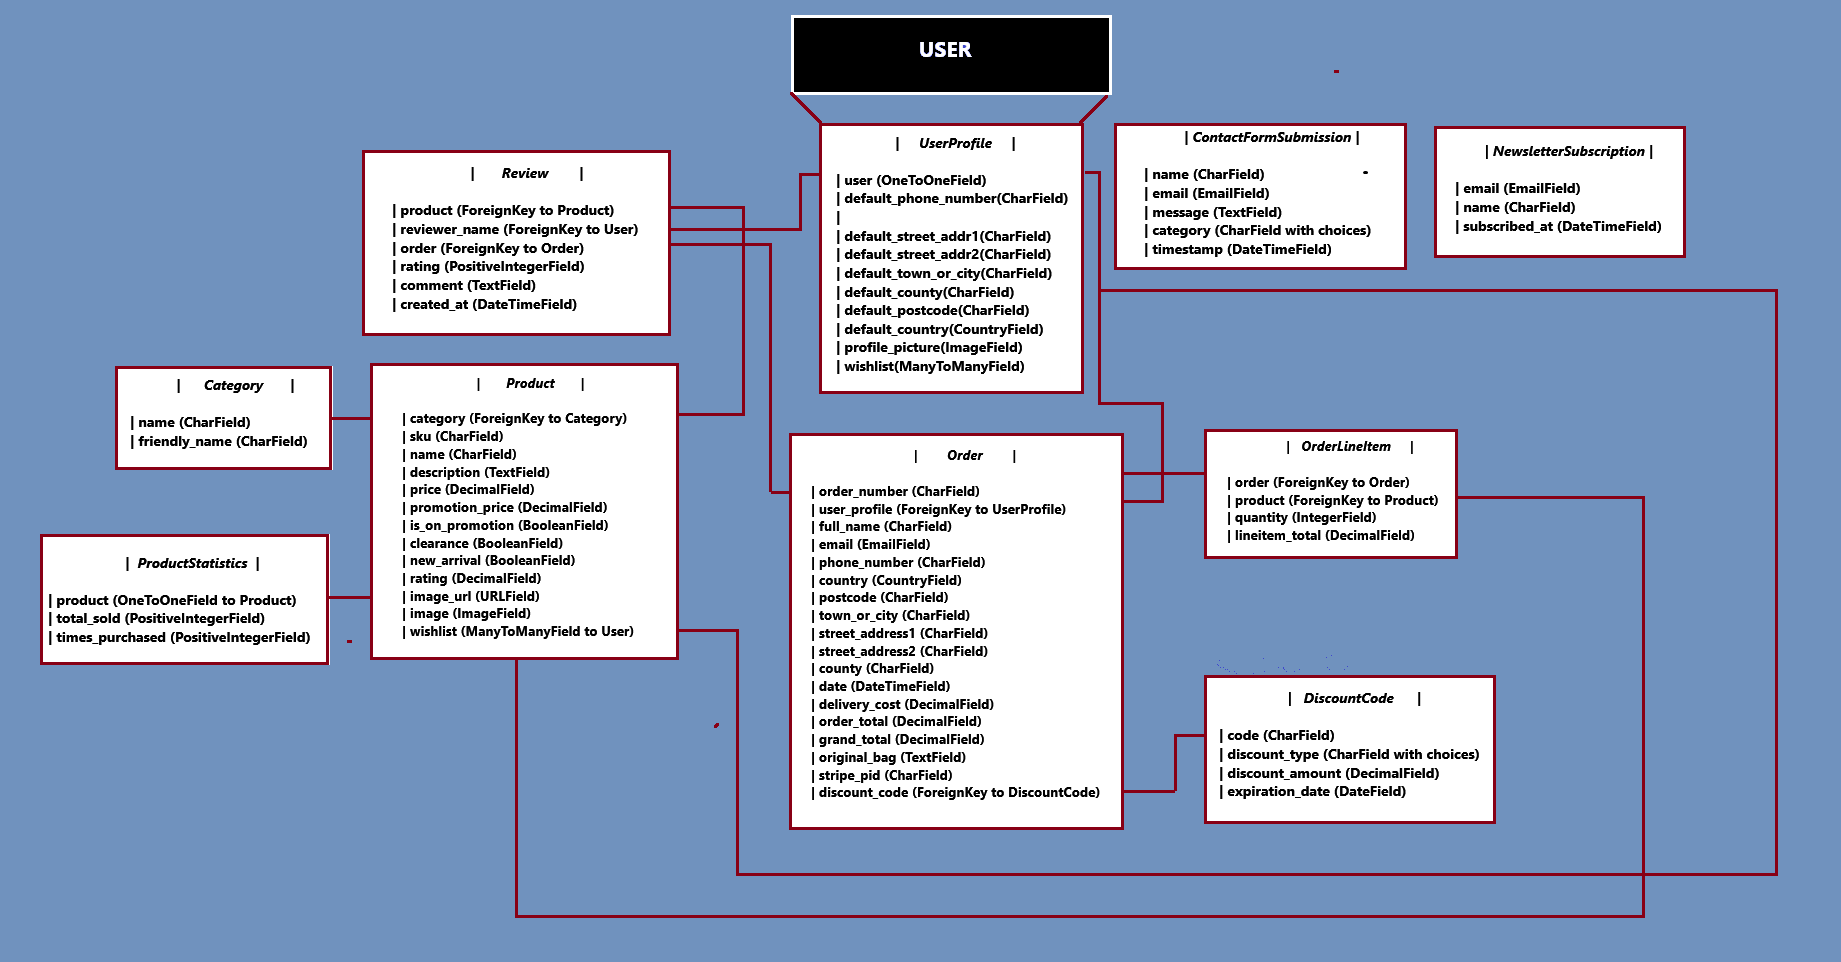 USER
| UserProfile |
| user (OneToOneField)
| default_phone_number(CharField)
|
| default_street_addr1(CharField)
| default_street_addr2(CharField)
| default_town_or_city(CharField)
| default_county(CharField)
| default_postcode(CharField)
| default_country(CountryField)
| profile_picture(ImageField)
| wishlist(ManyToManyField)
| ContactFormSubmission |
| name (CharField)
| email (EmailField)
| message (TextField)
| category (CharField with choices)
| timestamp (DateTimeField)
| NewsletterSubscription |
| email (EmailField)
| name (CharField)
| subscribed_at (DateTimeField)
| Review |
| product (ForeignKey to Product)
| reviewer_name (ForeignKey to User)
| order (ForeignKey to Order)
| rating (PositiveIntegerField)
| comment (TextField)
| created_at (DateTimeField)
| Category |
| name (CharField)
| friendly_name (CharField)
| Product |
| category (ForeignKey to Category)
| sku (CharField)
| name (CharField)
| description (TextField)
| price (DecimalField)
| promotion_price (DecimalField)
| is_on_promotion (BooleanField)
| clearance (BooleanField)
| new_arrival (BooleanField)
| rating (DecimalField)
| image_url (URLField)
| image (ImageField)
| wishlist (ManyToManyField to User)
| ProductStatistics |
| product (OneToOneField to Product)
| total_sold (PositiveIntegerField)
| times_purchased (PositiveIntegerField)
| Order |
| order_number (CharField)
| user_profile (ForeignKey to UserProfile)
| full_name (CharField)
| email (EmailField)
| phone_number (CharField)
| country (CountryField)
| postcode (CharField)
| town_or_city (CharField)
| street_address1 (CharField)
| street_address2 (CharField)
| county (CharField)
| date (DateTimeField)
| delivery_cost (DecimalField)
| order_total (DecimalField)
| grand_total (DecimalField)
| original_bag (TextField)
| stripe_pid (CharField)
| discount_code (ForeignKey to DiscountCode)
| OrderLineItem |
| order (ForeignKey to Order)
| product (ForeignKey to Product)
| quantity (IntegerField)
| lineitem_total (DecimalField)
| DiscountCode |
| code (CharField)
| discount_type (CharField with choices)
| discount_amount (DecimalField)
| expiration_date (DateField)